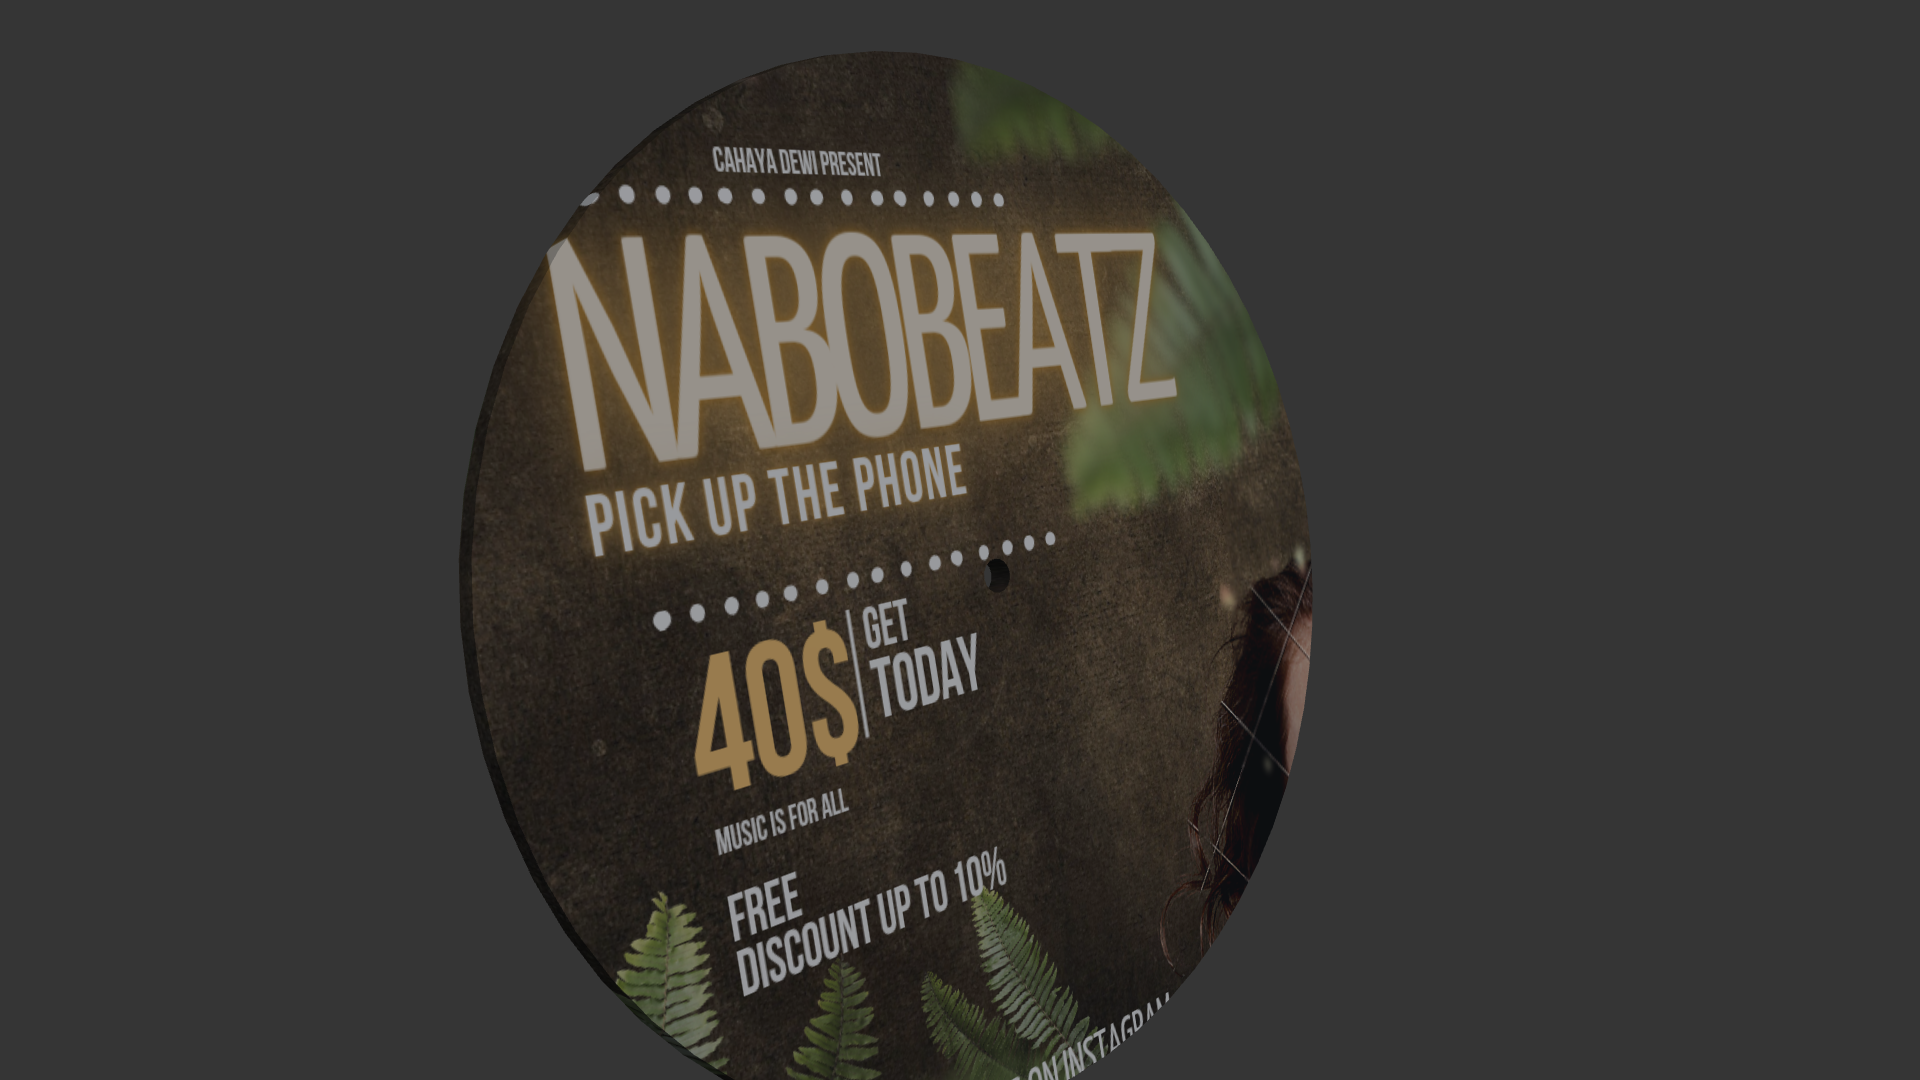 CAHAYA DEWI PRESENT
NABOBEATZ
PICK UP THE PHONE
40$
GET
TODAY
MUSIC IS FOR ALL
FREE
DISCOUNT UP TO 10%
ON INSTAGRAM